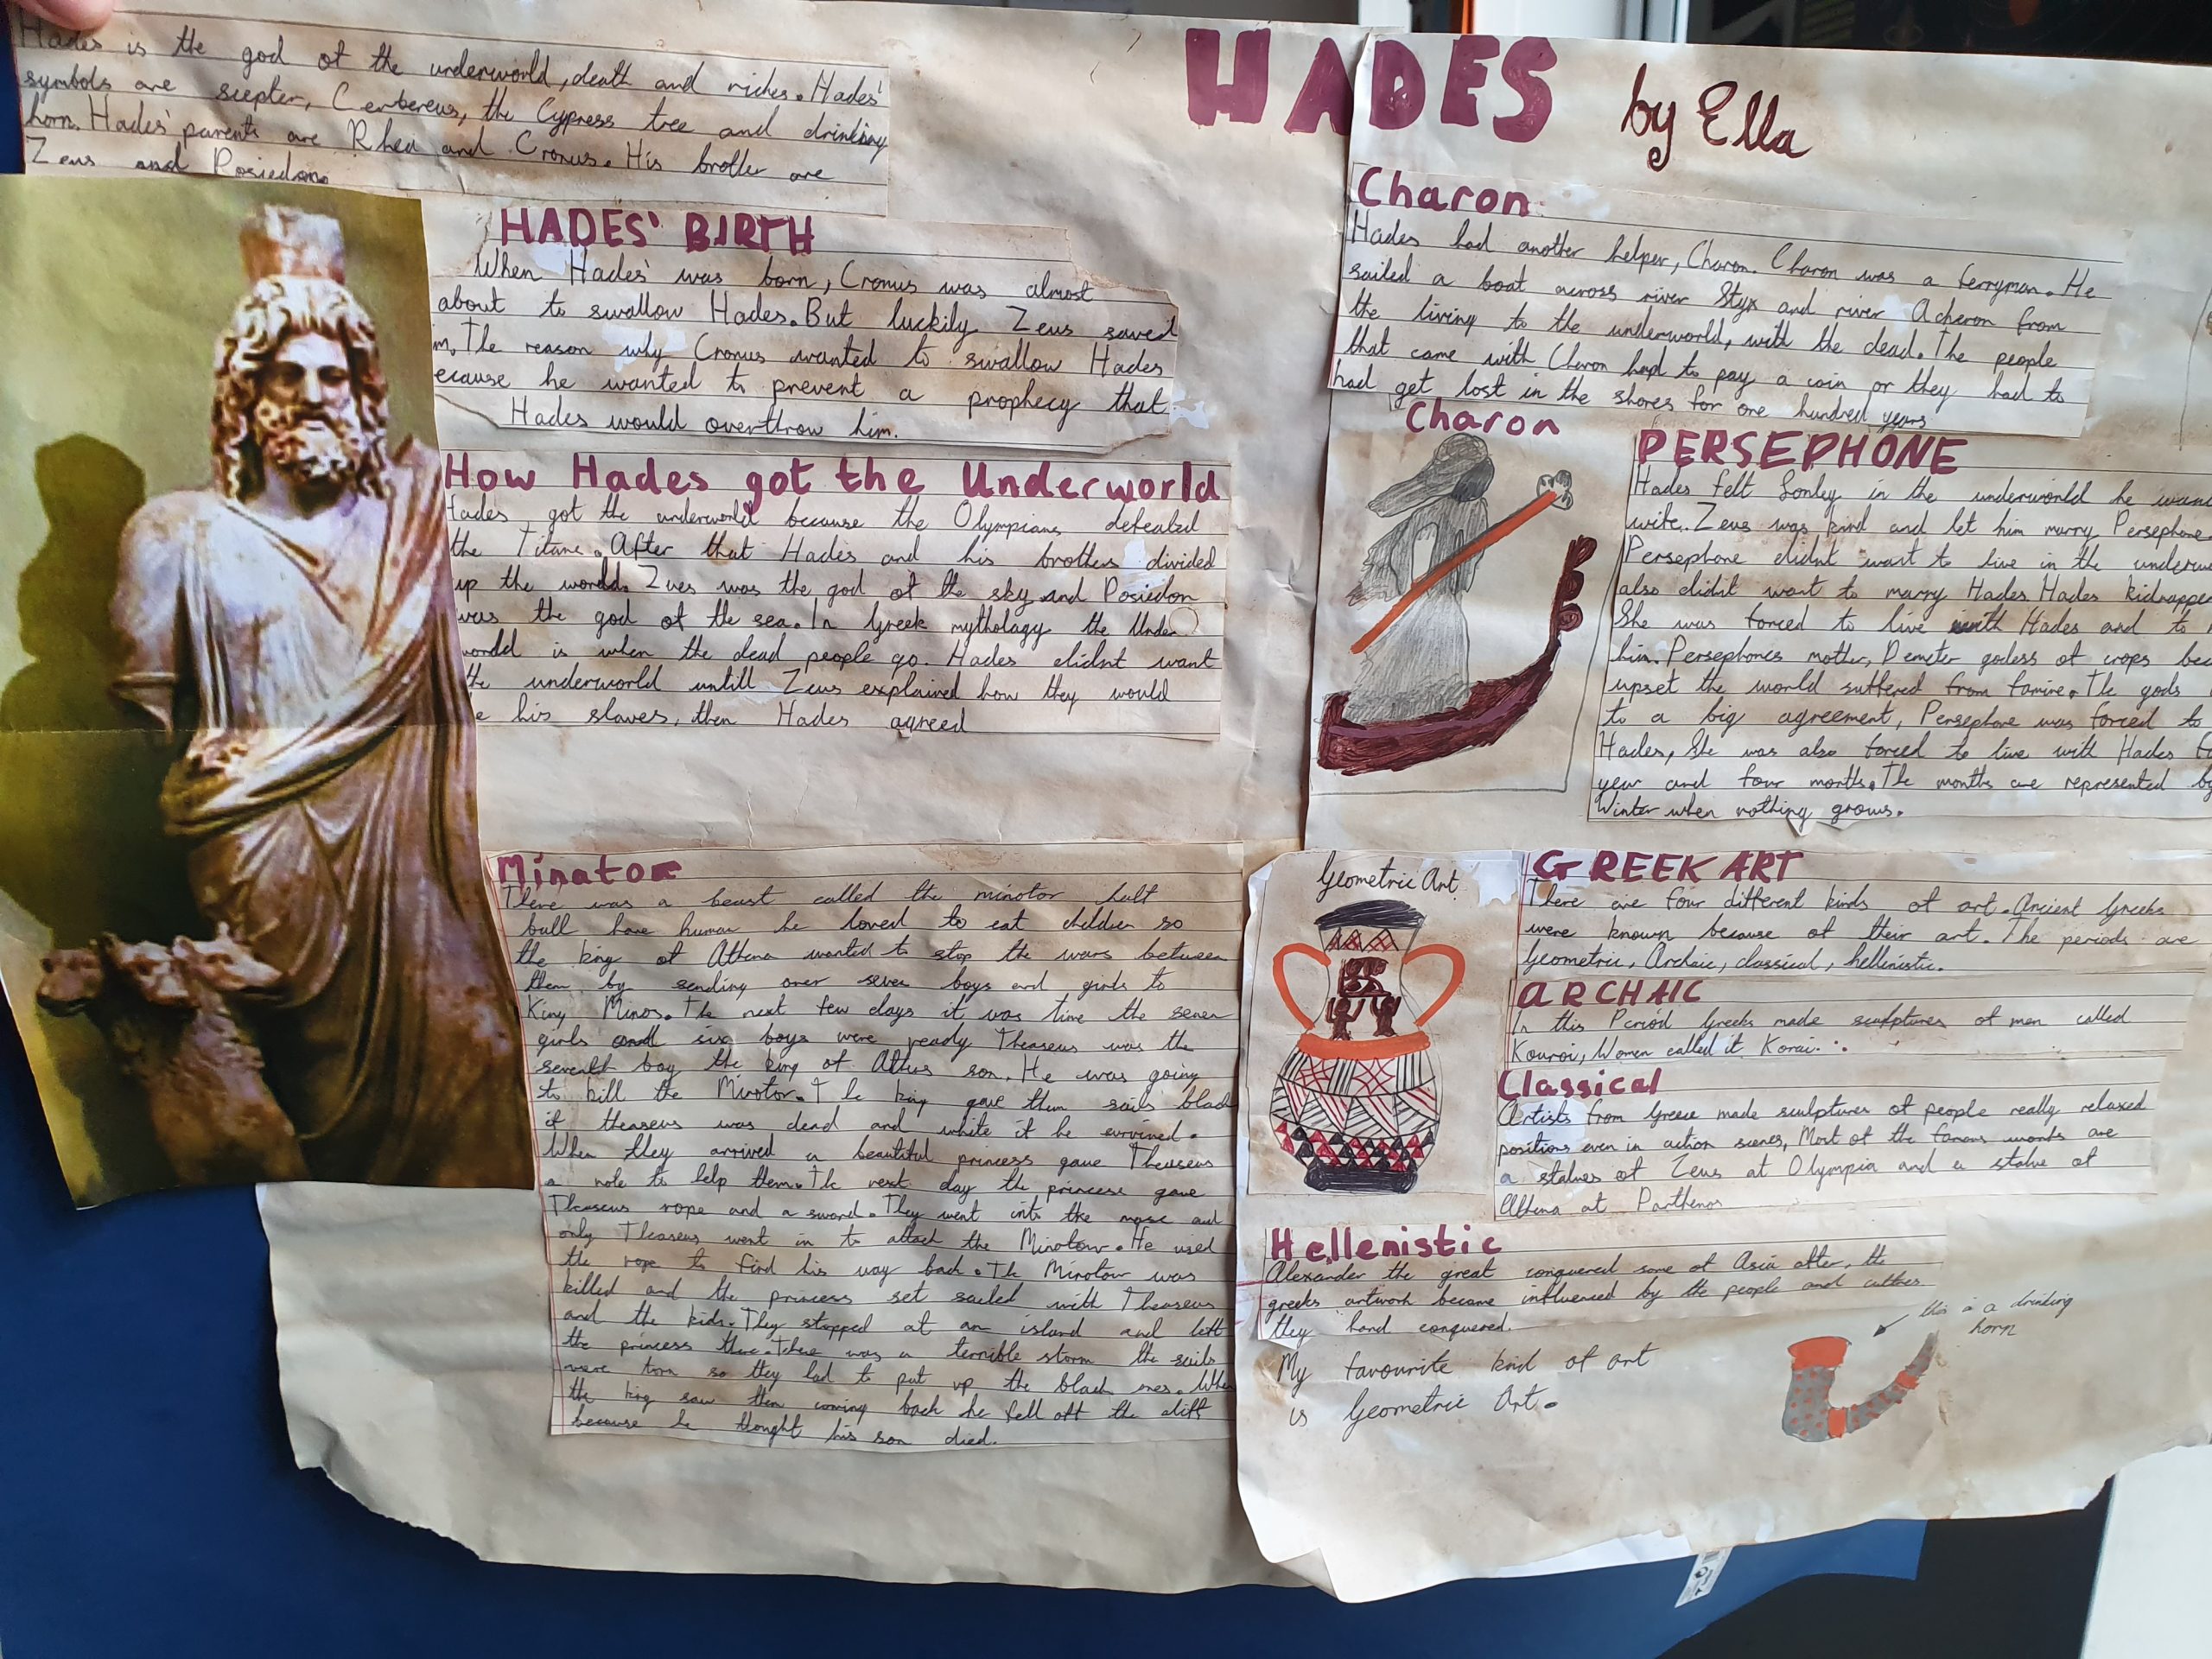 HADES by Ella
Hades is the god of the underworld, death and riches. Hades'
symbols are scepter, Cerbereus, the Cypress tree and drinking
horn. Hades' parents are Rhea and Cronus. His brother are
Zeus and Posiedon.
HADES' BIRTH
When Hades' was born, Cronus was almost
about to swallow Hades. But luckily Zeus saved
m. The reason why Cronus wanted to swallow Hades
ecause he wanted to prevent a prophecy that
Hades would overthrow him.
How Hades got the Underworld
Hades got the underworld because the Olympians defeated
the Titans. After that Hades and his brothers divided
up the world. Zues was the god of the sky and Posiedon
was the god of the sea. In Greek mythology the Under
world is when the dead people go. Hades didnt want
the underworld untill Zeus explained how they would
e his slaves, then Hades agreed
Minator
There was a beast called the minotor half
bull have human he loved to eat children so
the king of Athena wanted to stop the wars between
them by sending over seven boys and girls to
King Minos. The next few days it was time the seven
girls and six boys were ready Theaseus was the
seventh boy the king of son. He was going
to kill the Minotor. The king gave them sails black
if theaseus was dead and white if he survived.
When they arrived a beautiful princess gave Theaseus
a note to help them. The next day the princess gave
Theaseus rope and a sword. They went into the maze and
only Theaseus went in to attack the Minotour. He used
the rope to find his way back. The Minotour was
killed and the princess set sailed with Theaseus
and the kids. They stopped at an island and left
the princess there. There was a terrible storm the sails
were torn so they had to put up the black ones. When
the king saw them coming back he fell off the cliff
because he thought his son died.
Charon
Hades had another helper, Charon. Charon was a ferryman. He
sailed a boat across river Styx and river Acheron from
the living to the underworld, with the dead. The people
that came with Charon had to pay a coin or they had to
had get lost in the shores for one hundred years
Charon
PERSEPHONE
Hades felt Lonley in the underworld he want
wife. Zeus was kind and let him marry Persephone
Persephone didnt want to live in the underw
also didnt want to marry Hades. Hades kidnapped
She was forced to live with Hades and to
him. Persephones mother, Demeter godess of crops bec
upset the world suffered from famine. The gods
to a big agreement, Persephone was forced to
Hades, She was also forced to live with Hades fo
year and four months. The months are represented by
Winter when nothing grows.
Geometric Art
GREEK ART
There are four different kinds of art. Ancient Greeks
were known because of their art. The periods are
Geometric, Archaic, classical, hellenistic.
ARCHAIC
In this Period Greeks made sculptures of men called
Kouroi, Women called it Korai.
Classical
Artists from Greece made sculptures of people really relaxed
positions even in action scenes, Most of the famous works are
a statues of Zeus at Olympia and a statue of
Athena at Parthenos
Hellenistic
Alexander the great conquered some of Asia after, the
greeks artwork became influenced by the people and cultures
they hand conquered.
My favourite kind of art
is Geometric Art.
this is a drinking
horn